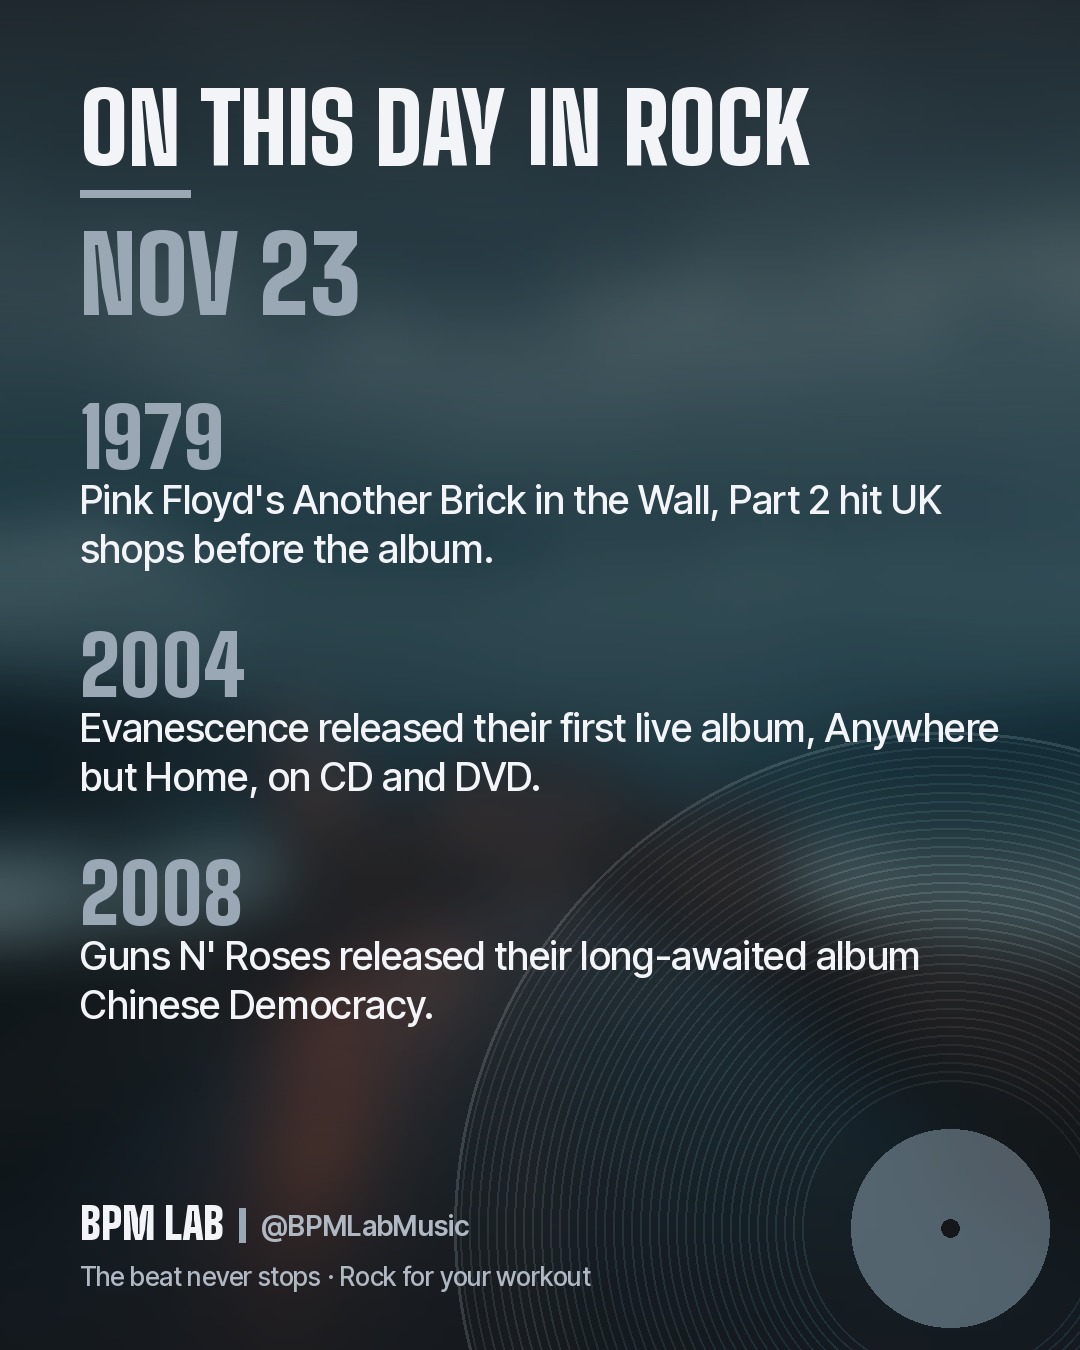 ON THIS DAY IN ROCK
NOV 23
1979
Pink Floyd's Another Brick in the Wall, Part 2 hit UK
shops before the album.
2004
Evanescence released their first live album, Anywhere
but Home, on CD and DVD.
2008
Guns N' Roses released their long-awaited album
Chinese Democracy.
BPM LAB | @BPMLabMusic
The beat never stops · Rock for your workout